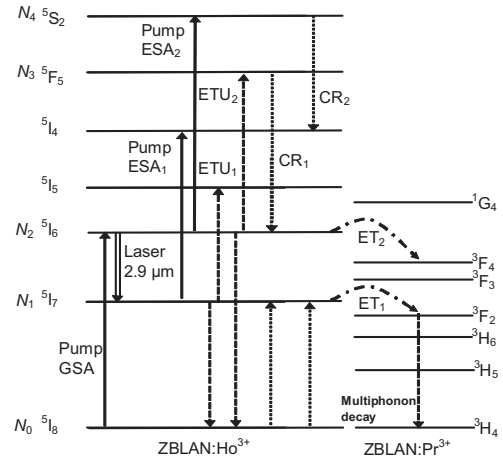 N₄ ⁵S₂
Pump
ESA₂
N₃ ⁵F₅
ETU₂
CR₂
⁵I₄
Pump
ESA₁
ETU₁
CR₁
⁵I₅
¹G₄
N₂ ⁵I₆
ET₂
Laser
2.9 μm
³F₄
³F₃
N₁ ⁵I₇
ET₁
³F₂
³H₆
Pump
GSA
³H₅
Multiphonon
decay
N₀ ⁵I₈
³H₄
ZBLAN:Ho³⁺
ZBLAN:Pr³⁺